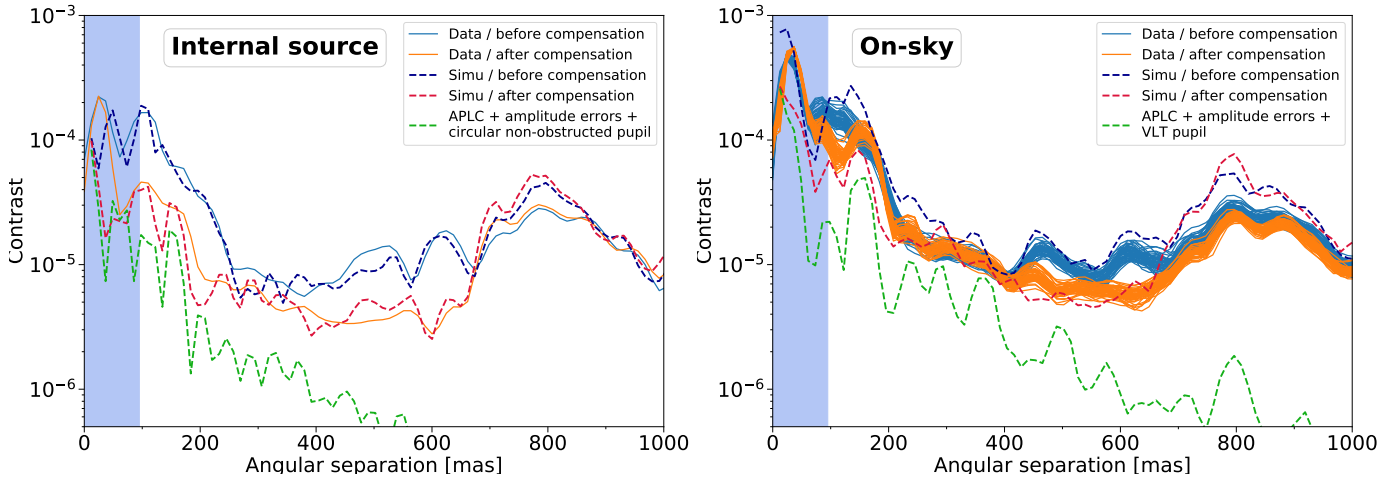 Internal source
Data / before compensation
Data / after compensation
Simu / before compensation
Simu / after compensation
APLC + amplitude errors +
circular non-obstructed pupil
Contrast
10⁻³
10⁻⁴
10⁻⁵
10⁻⁶
0 200 400 600 800 1000
Angular separation [mas]
On-sky
Data / before compensation
Data / after compensation
Simu / before compensation
Simu / after compensation
APLC + amplitude errors +
VLT pupil
Contrast
10⁻³
10⁻⁴
10⁻⁵
10⁻⁶
0 200 400 600 800 1000
Angular separation [mas]